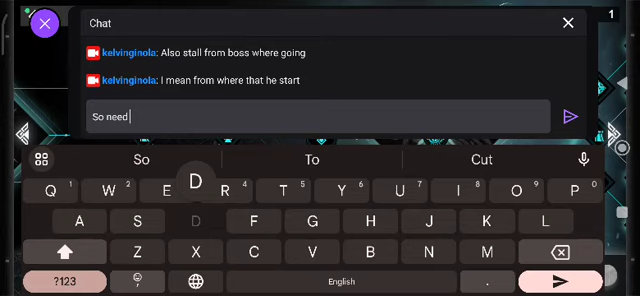 1
Chat
kelvinginola: Also stall from boss where going
kelvinginola: I mean from where that he start
So need
So To Cut
D
Q 1 W 2 E R 4 T 5 Y 6 U 7 I 8 O 9 P 0
A S D F G H J K L
Z X C V B N M
?123 , English .